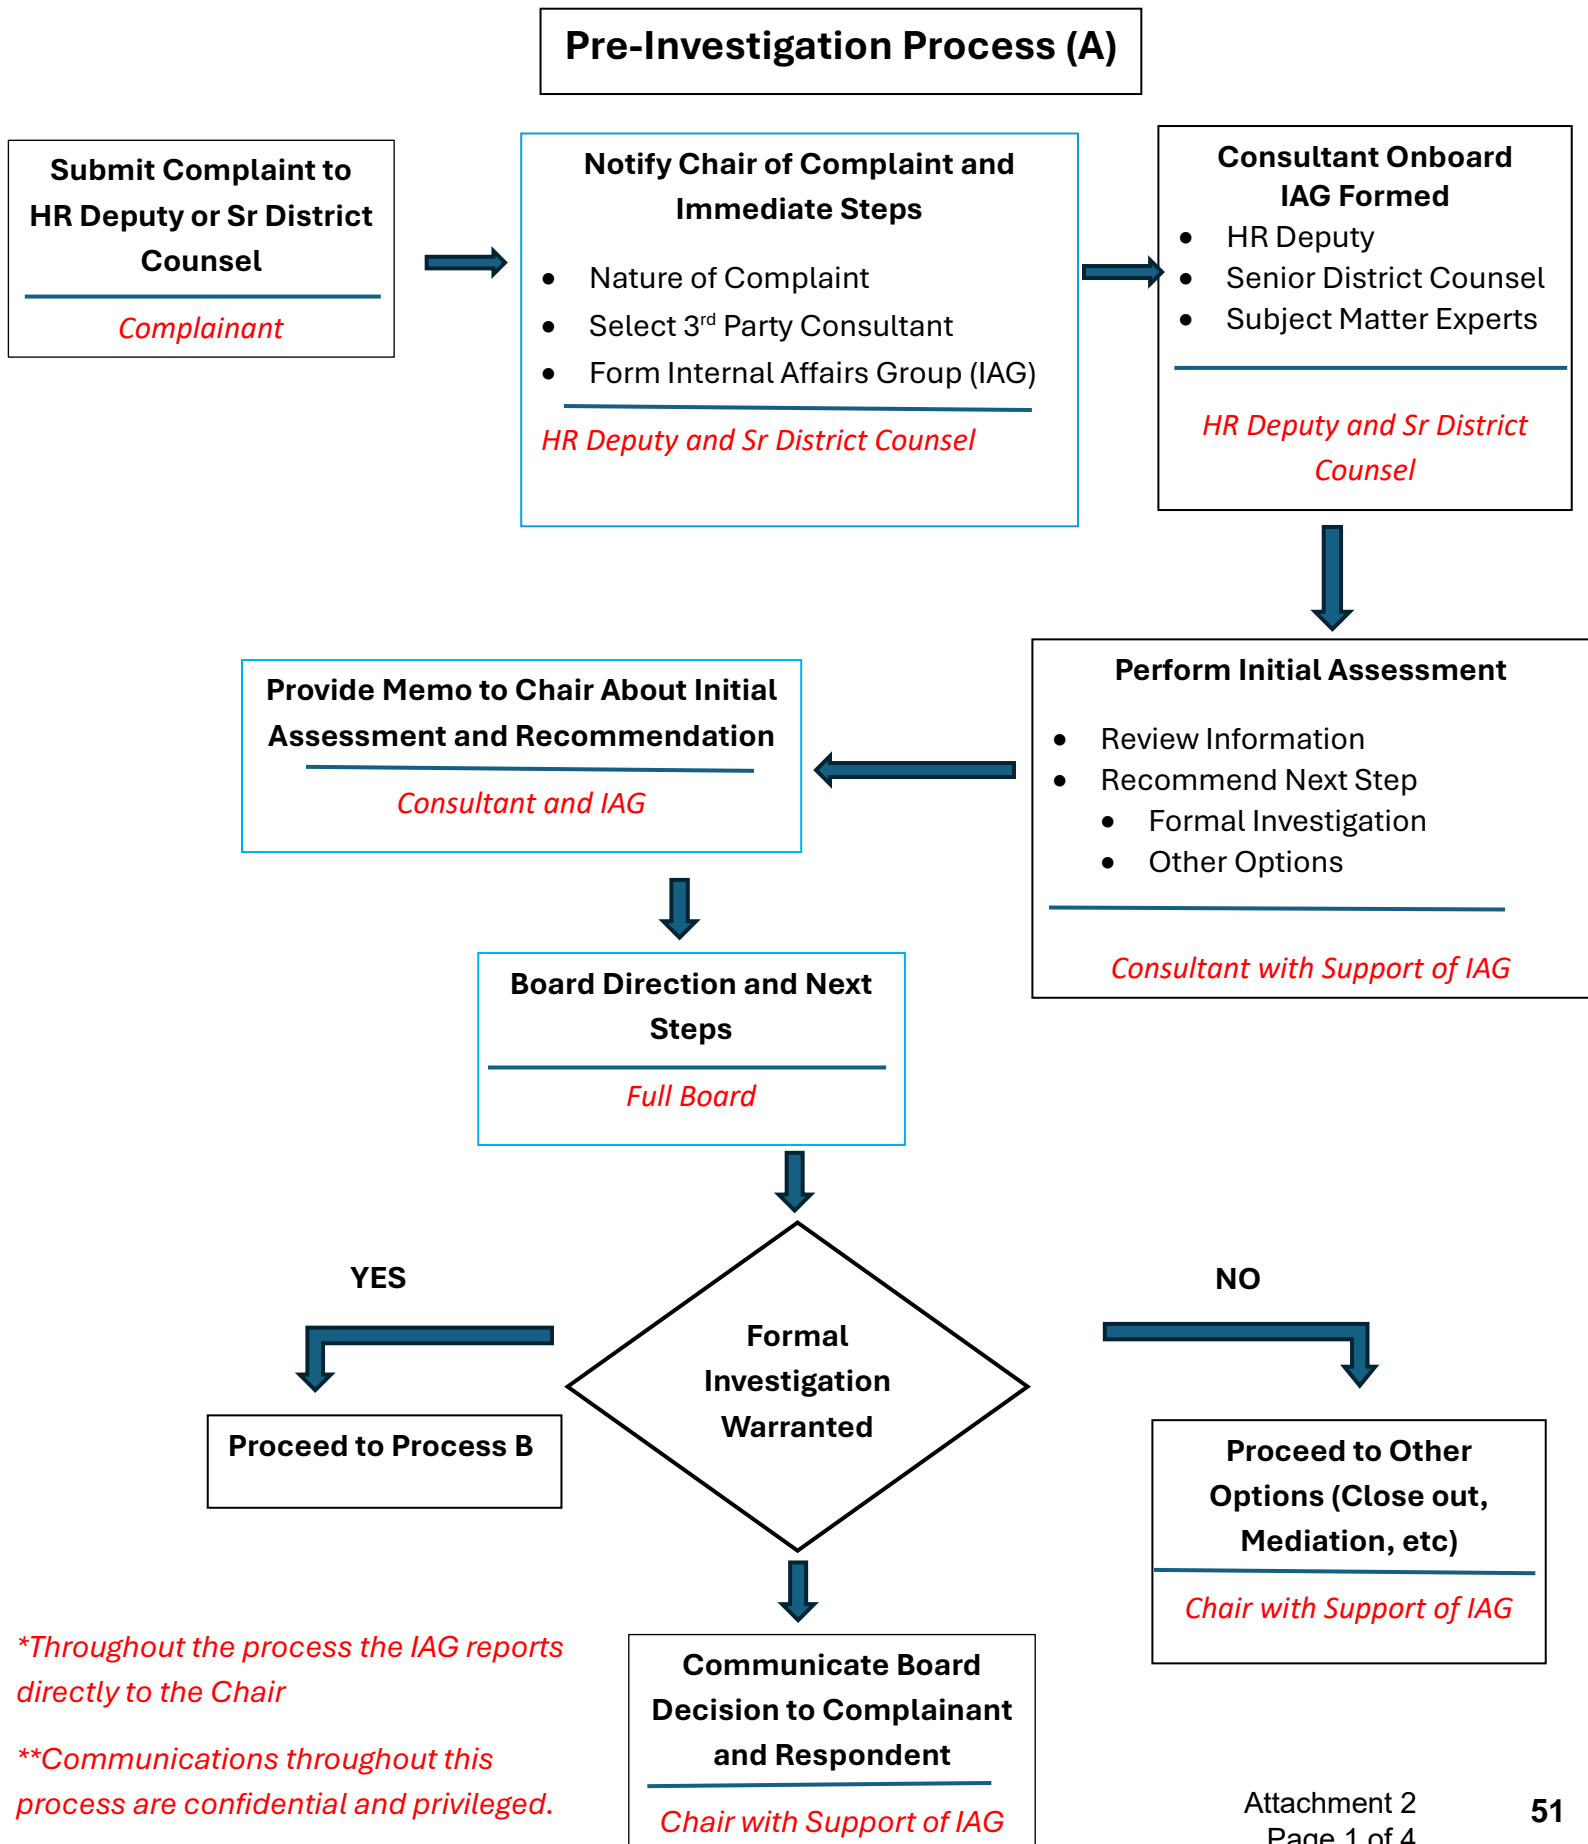 Pre-Investigation Process (A)
Submit Complaint to
HR Deputy or Sr District
Counsel
Complainant
Notify Chair of Complaint and
Immediate Steps
• Nature of Complaint
• Select 3rd Party Consultant
• Form Internal Affairs Group (IAG)
HR Deputy and Sr District Counsel
Consultant Onboard
IAG Formed
• HR Deputy
• Senior District Counsel
• Subject Matter Experts
HR Deputy and Sr District
Counsel
Perform Initial Assessment
• Review Information
• Recommend Next Step
• Formal Investigation
• Other Options
Consultant with Support of IAG
Provide Memo to Chair About Initial
Assessment and Recommendation
Consultant and IAG
Board Direction and Next
Steps
Full Board
YES
NO
Formal
Investigation
Warranted
Proceed to Process B
Proceed to Other
Options (Close out,
Mediation, etc)
Chair with Support of IAG
Communicate Board
Decision to Complainant
and Respondent
Chair with Support of IAG
*Throughout the process the IAG reports
directly to the Chair
**Communications throughout this
process are confidential and privileged.
Attachment 2
Page 1 of 4
51